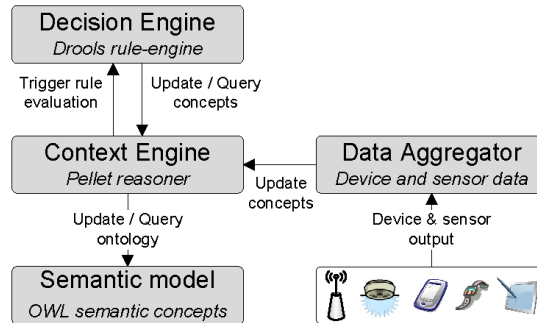 Decision Engine
Drools rule-engine
Trigger rule
evaluation
Update / Query
concepts
Context Engine
Pellet reasoner
Data Aggregator
Device and sensor data
Update
concepts
Update / Query
ontology
Device & sensor
output
Semantic model
OWL semantic concepts